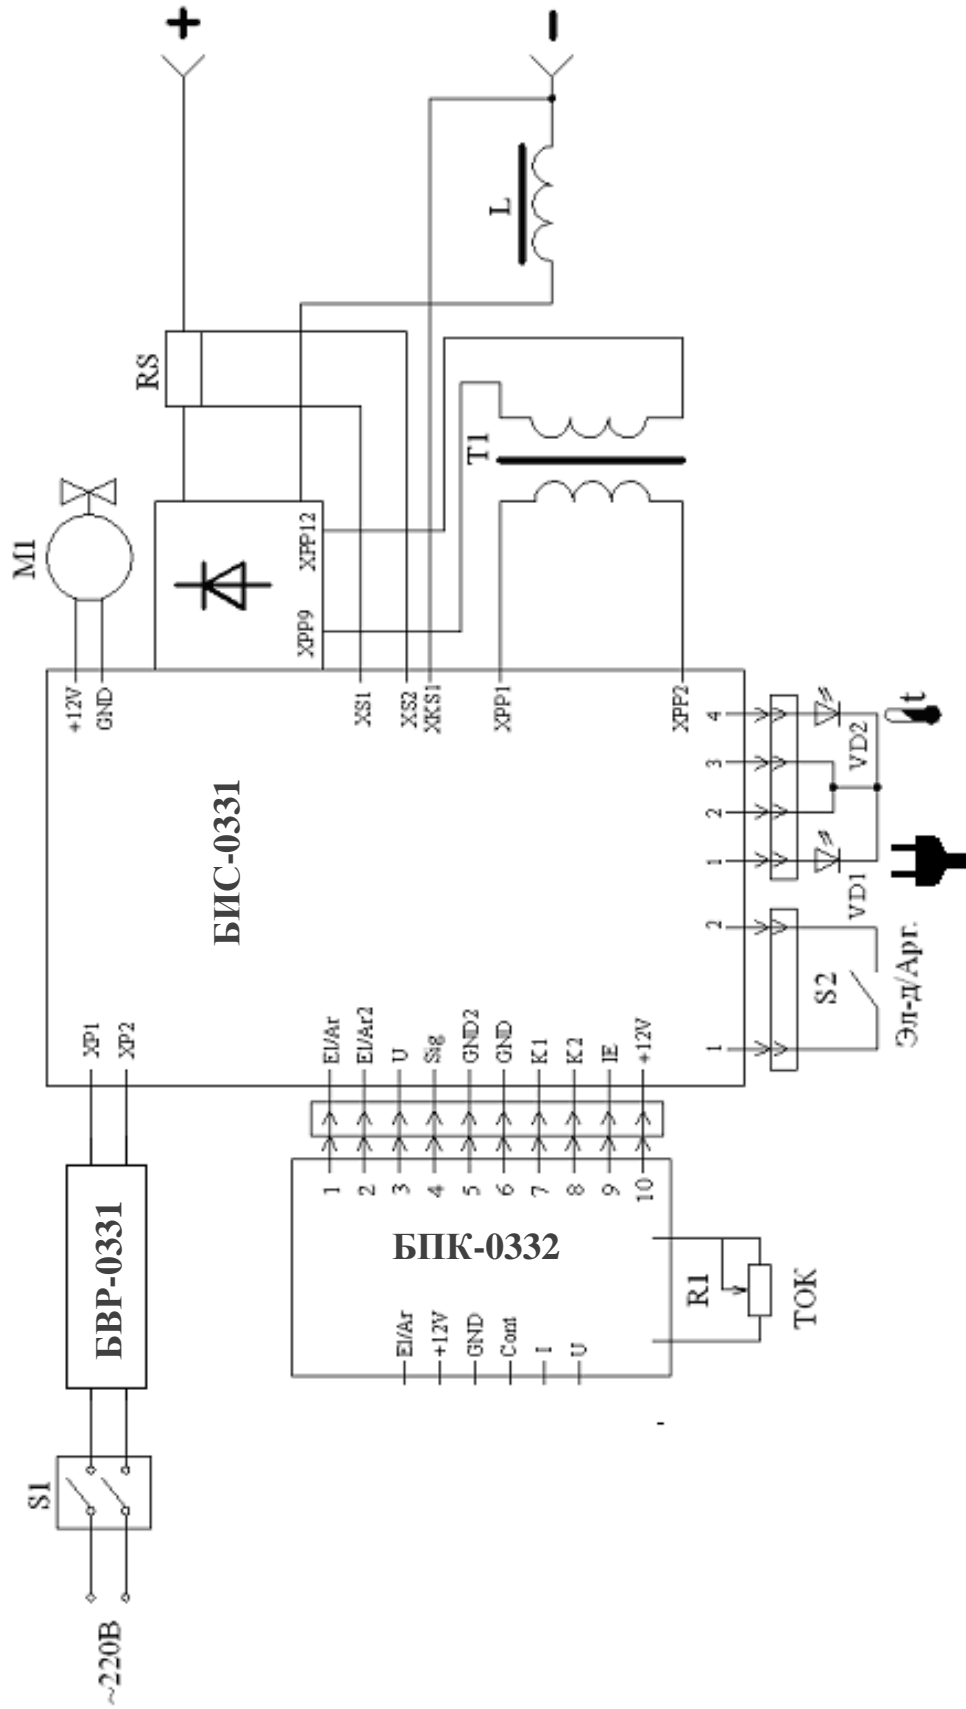 +
-
RS
L
M1
T1
+12V
GND
XPP9
XPP12
XS1
XS2
XKS1
XPP1
XPP2
БИС-0331
XP1
XP2
El/Ar
El/Ar2
U
Sig
GND2
GND
K1
K2
IE
+12V
1
2
1
2
3
4
VD1
VD2
t
S2
Эл-д/Арг.
1
2
3
4
5
6
7
8
9
10
БПК-0332
El/Ar
+12V
GND
Com
I
U
R1
ТОК
БВР-0331
S1
~220В
-